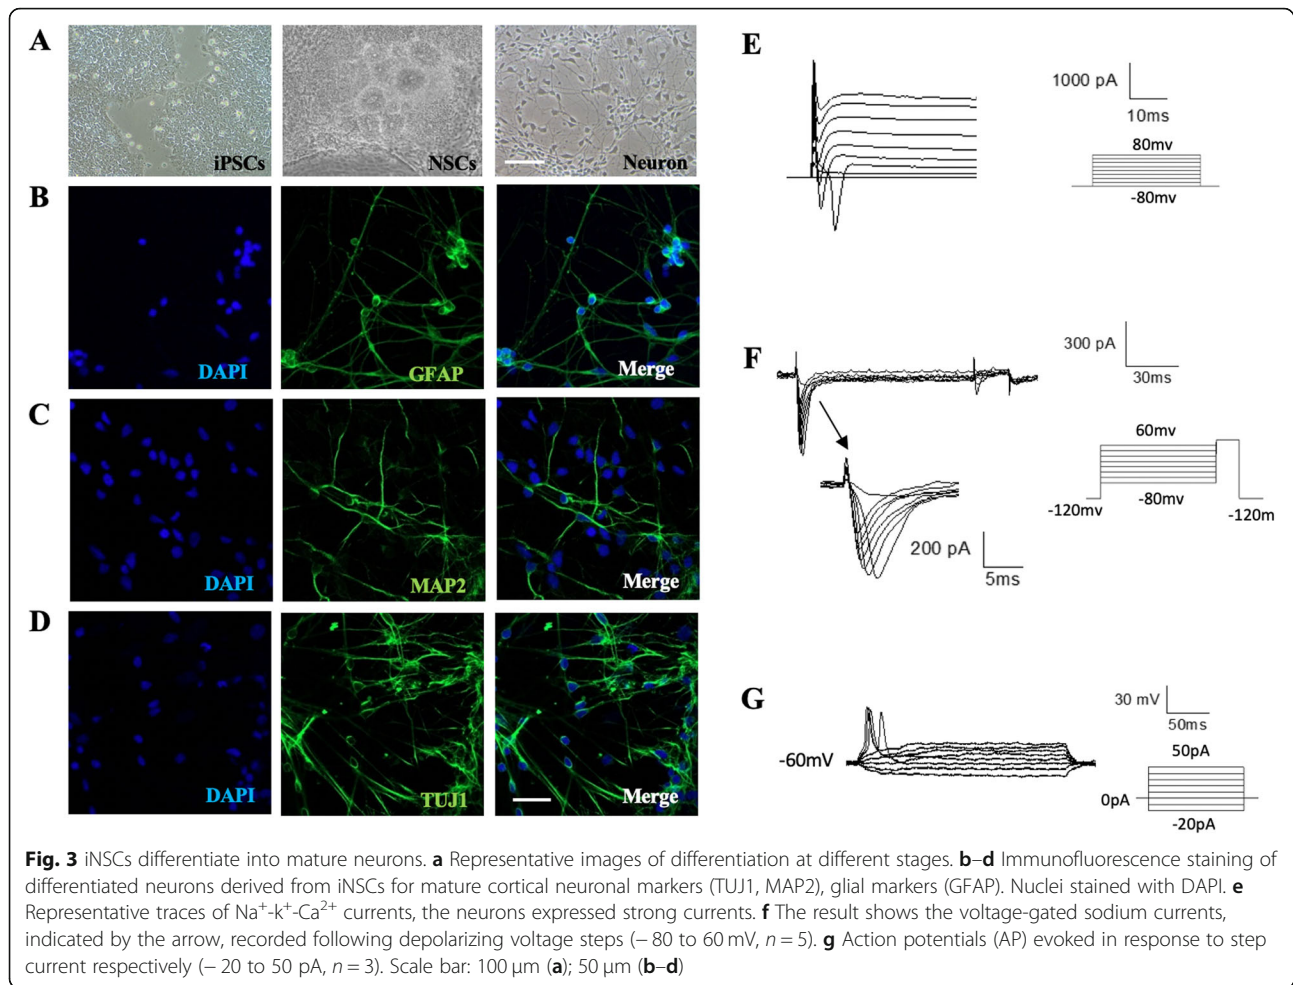 A
iPSCs
NSCs
Neuron
B
DAPI
GFAP
Merge
C
DAPI
MAP2
Merge
D
DAPI
TUJ1
Merge
E
1000 pA
10ms
80mv
-80mv
F
300 pA
30ms
60mv
-80mv
-120mv
-120m
200 pA
5ms
G
-60mV
30 mV
50ms
50pA
0pA
-20pA
Fig. 3 iNSCs differentiate into mature neurons. a Representative images of differentiation at different stages. b–d Immunofluorescence staining of
differentiated neurons derived from iNSCs for mature cortical neuronal markers (TUJ1, MAP2), glial markers (GFAP). Nuclei stained with DAPI. e
Representative traces of Na⁺-k⁺-Ca²⁺ currents, the neurons expressed strong currents. f The result shows the voltage-gated sodium currents,
indicated by the arrow, recorded following depolarizing voltage steps (− 80 to 60 mV, n = 5). g Action potentials (AP) evoked in response to step
current respectively (− 20 to 50 pA, n = 3). Scale bar: 100 μm (a); 50 μm (b–d)